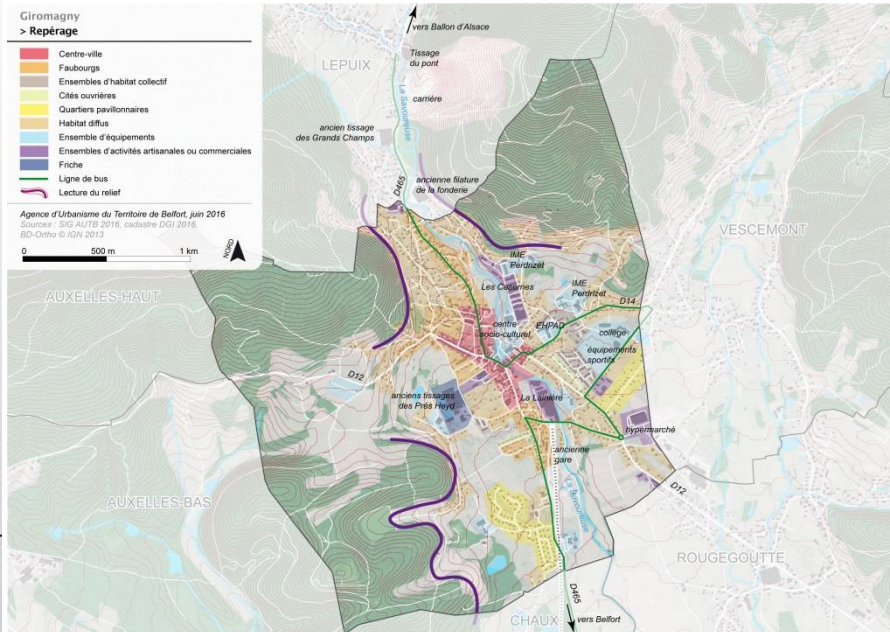 Giromagny
> Repérage
Centre-ville
Faubourgs
Ensembles d'habitat collectif
Cités ouvrières
Quartiers pavillonnaires
Habitat diffus
Ensemble d'équipements
Ensembles d'activités artisanales ou commerciales
Friche
Ligne de bus
Lecture du relief
Agence d'Urbanisme du Territoire de Belfort, juin 2016
Sources : SIG AUTB 2016, cadastre DGI 2016,
BD-Ortho © IGN 2013
0 500 m 1 km
NORD
vers Ballon d'Alsace
LEPUIX
Tissage
du pont
La Savoureuse
carrière
ancien tissage
des Grands Champs
ancienne filature
de la fonderie
D465
VESCEMONT
IME
Perdrizet
Les Casernes
IME
Perdrizet
AUXELLES-HAUT
D14
centre
socio-culturel
EHPAD
collège
équipements
sportifs
D12
anciens tissages
des Prés Heyd
La Lainière
hypermarché
ancienne
gare
D12
AUXELLES-BAS
La Savoureuse
ROUGEGOUTTE
D465
CHAUX
vers Belfort